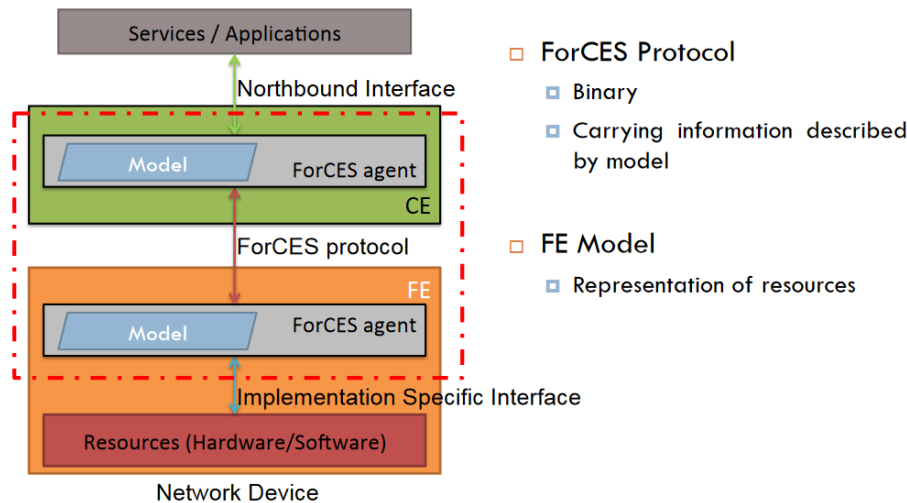 Services / Applications
Northbound Interface
Model
ForCES agent
CE
ForCES protocol
FE
Model
ForCES agent
Implementation Specific Interface
Resources (Hardware/Software)
Network Device
ForCES Protocol
Binary
Carrying information described
by model
FE Model
Representation of resources